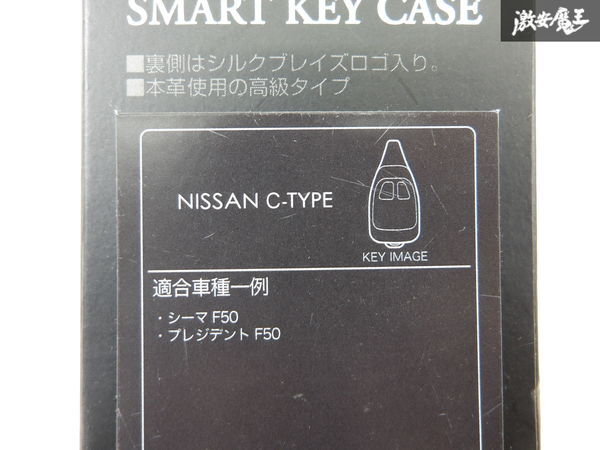 激安魔王
SMART KEY CASE
■裏側はシルクブレイズロゴ入り。
■本革使用の高級タイプ
NISSAN C-TYPE
KEY IMAGE
適合車種一例
・シーマ F50
・プレジデント F50